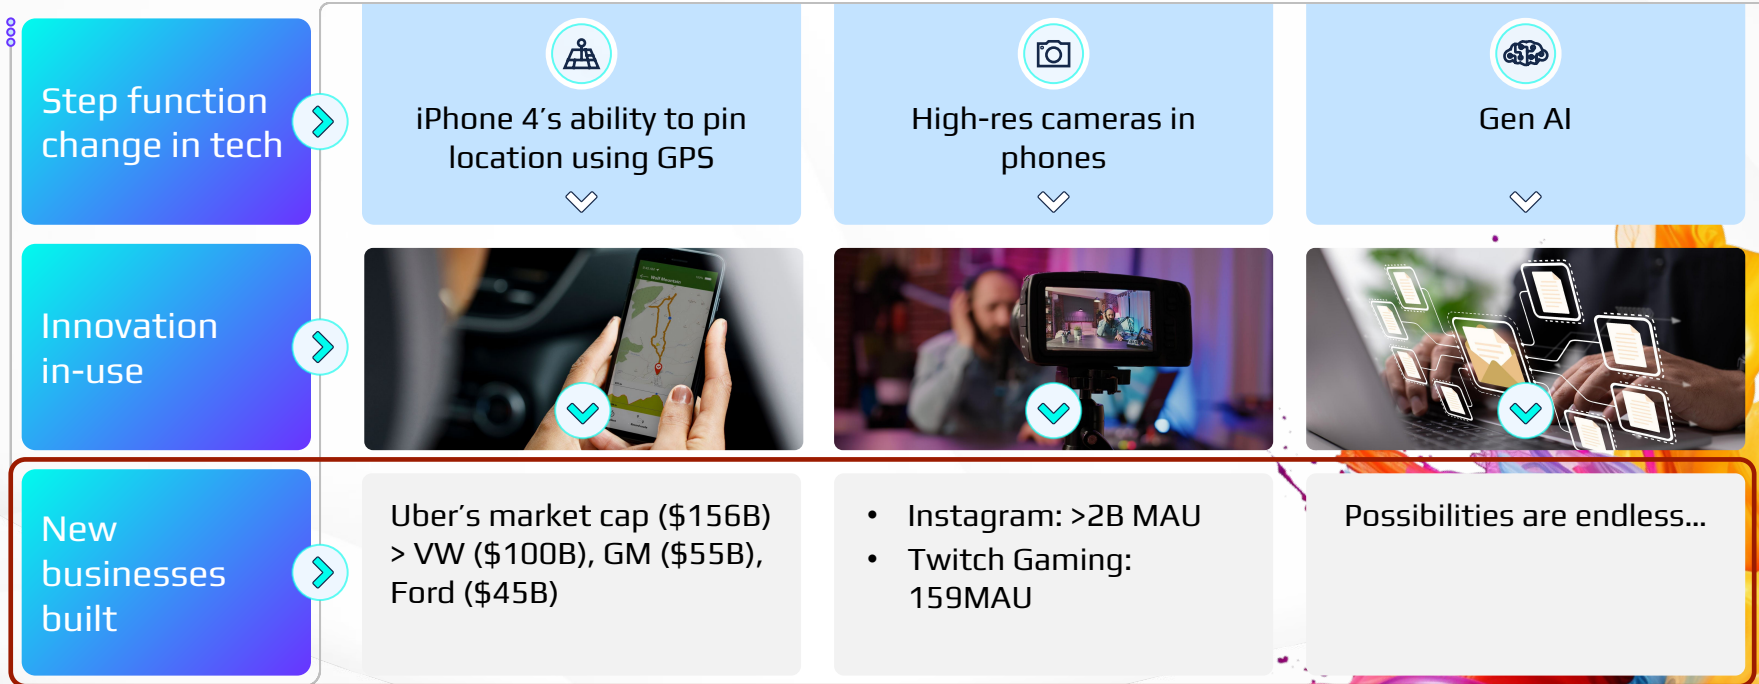 Step function
change in tech
iPhone 4’s ability to pin
location using GPS
High-res cameras in
phones
Gen AI
Innovation
in-use
New
businesses
built
Uber’s market cap ($156B)
> VW ($100B), GM ($55B),
Ford ($45B)
• Instagram: >2B MAU
• Twitch Gaming:
159MAU
Possibilities are endless…